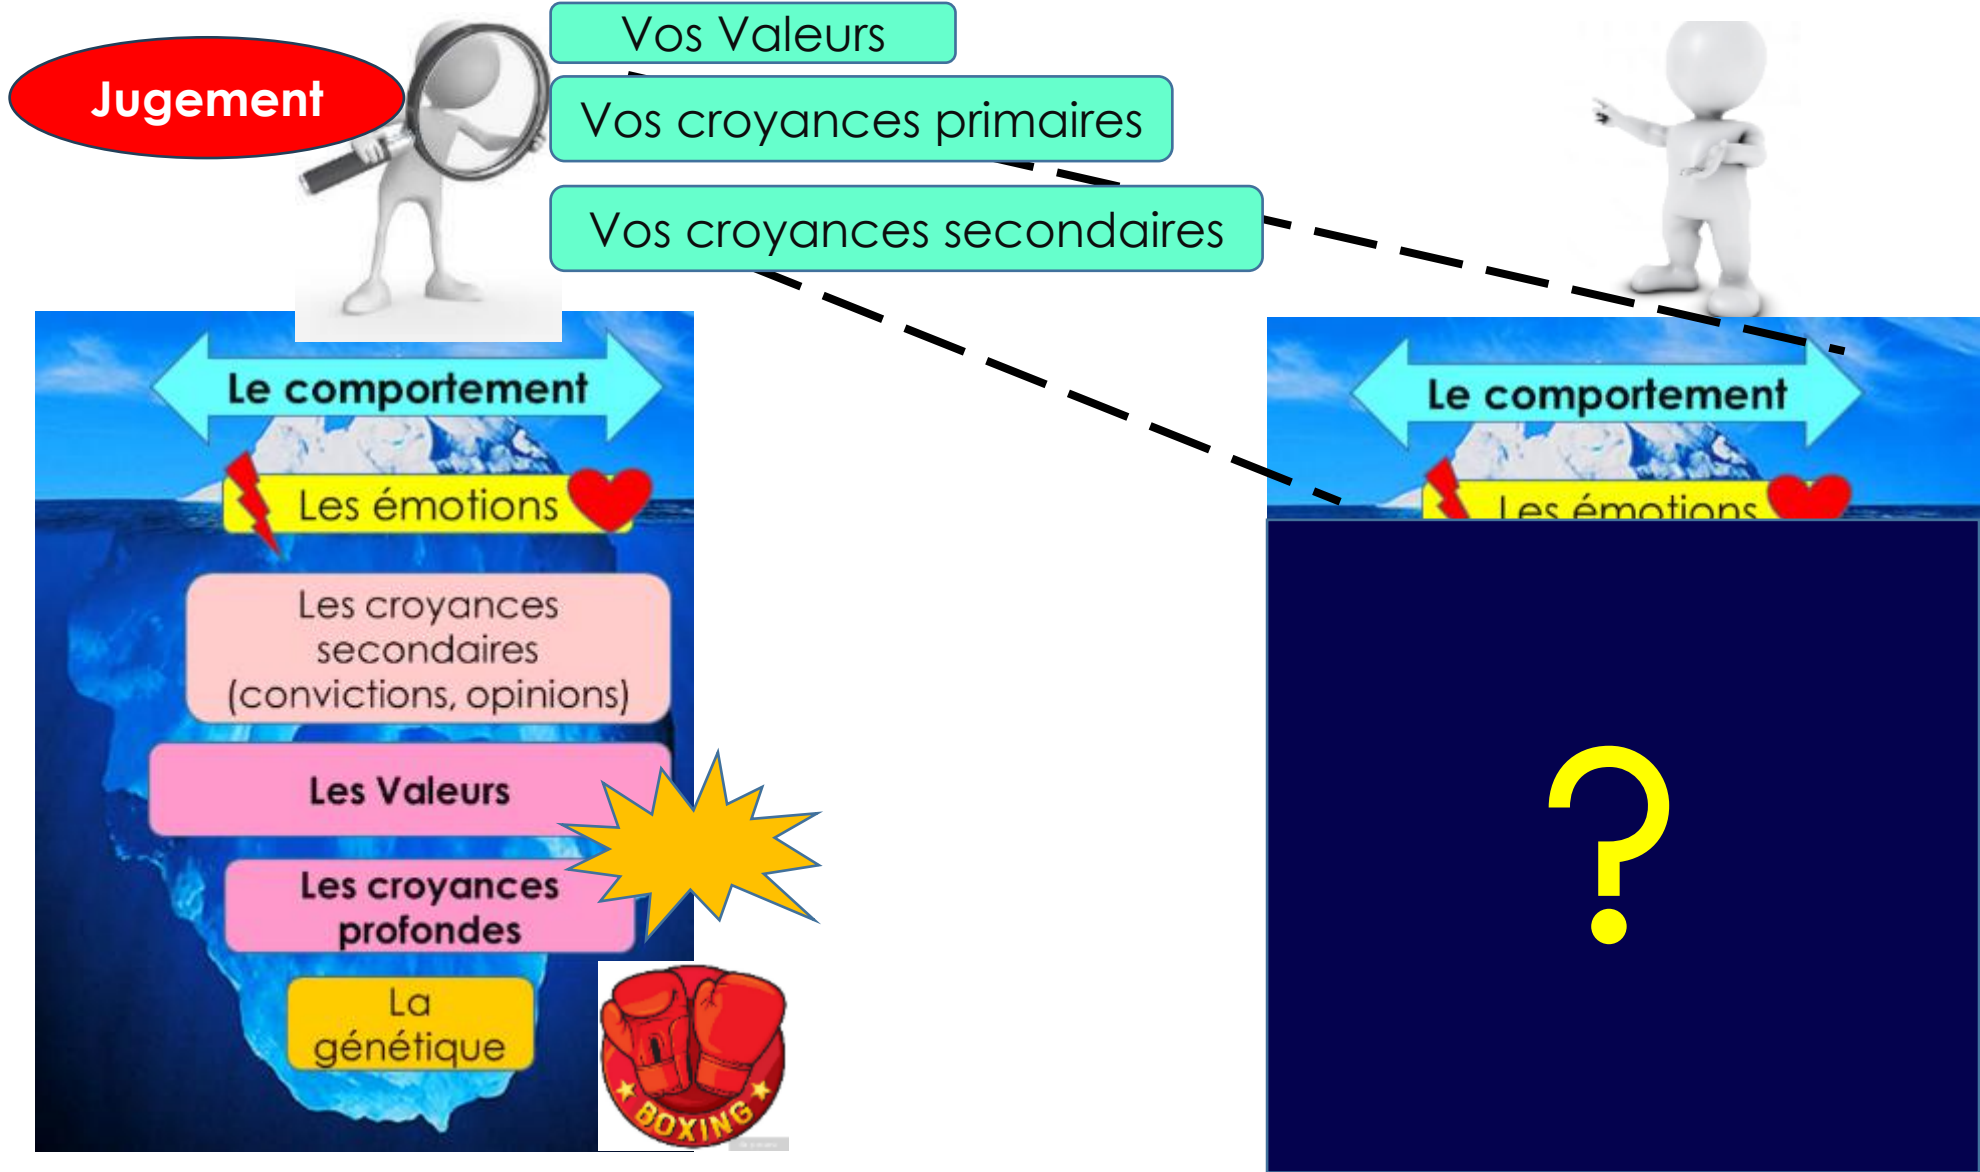 Jugement
Vos Valeurs
Vos croyances primaires
Vos croyances secondaires
Le comportement
Les émotions
Les croyances
secondaires
(convictions, opinions)
Les Valeurs
Les croyances
profondes
La
génétique
BOXING
Le comportement
Les émotions
?